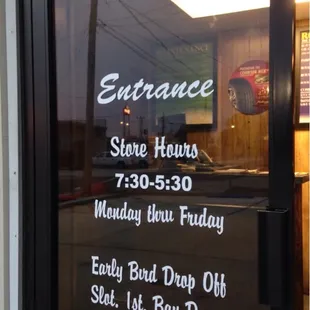 Entrance
Store Hours
7:30-5:30
Monday thru Friday
Early Bird Drop Off
Slot, 1st, Bay D